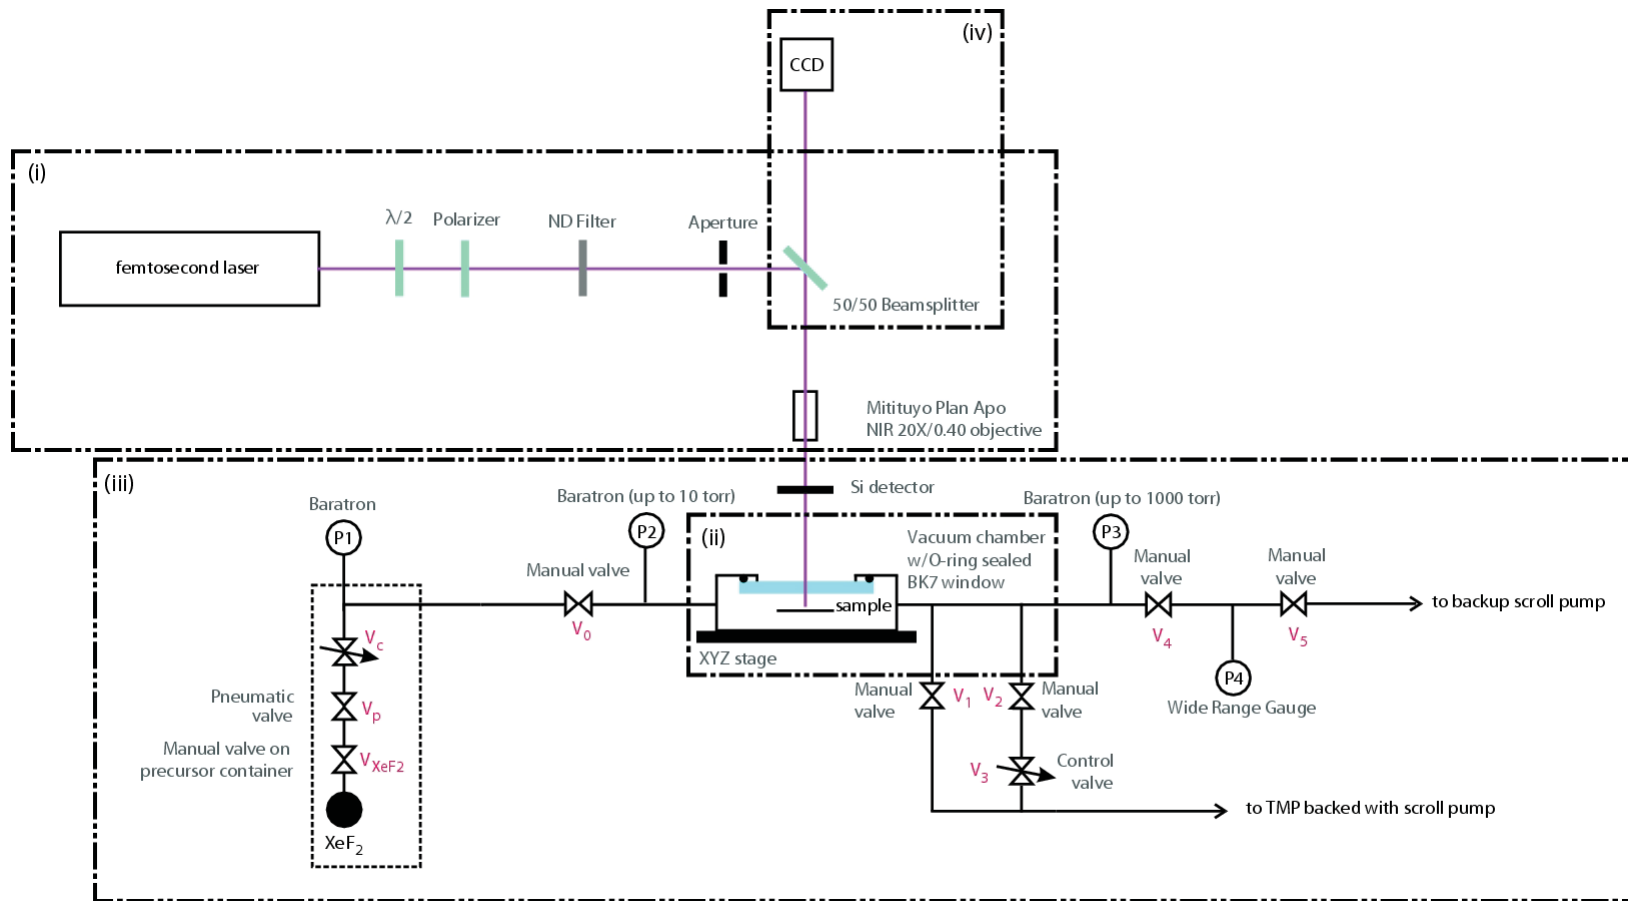 (iv)
CCD
(i)
λ/2
Polarizer
ND Filter
Aperture
femtosecond laser
50/50 Beamsplitter
Mitituyo Plan Apo
NIR 20X/0.40 objective
(iii)
Si detector
Baratron
Baratron (up to 10 torr)
Baratron (up to 1000 torr)
P1
P2
P3
(ii)
Vacuum chamber
w/O-ring sealed
BK7 window
Manual valve
V0
sample
XYZ stage
Manual
valve
V4
Manual
valve
V5
to backup scroll pump
P4
Wide Range Gauge
Vc
Pneumatic
valve
Vp
Manual valve on
precursor container
VXeF2
XeF2
Manual
valve
V1
V2
Manual
valve
V3
Control
valve
to TMP backed with scroll pump